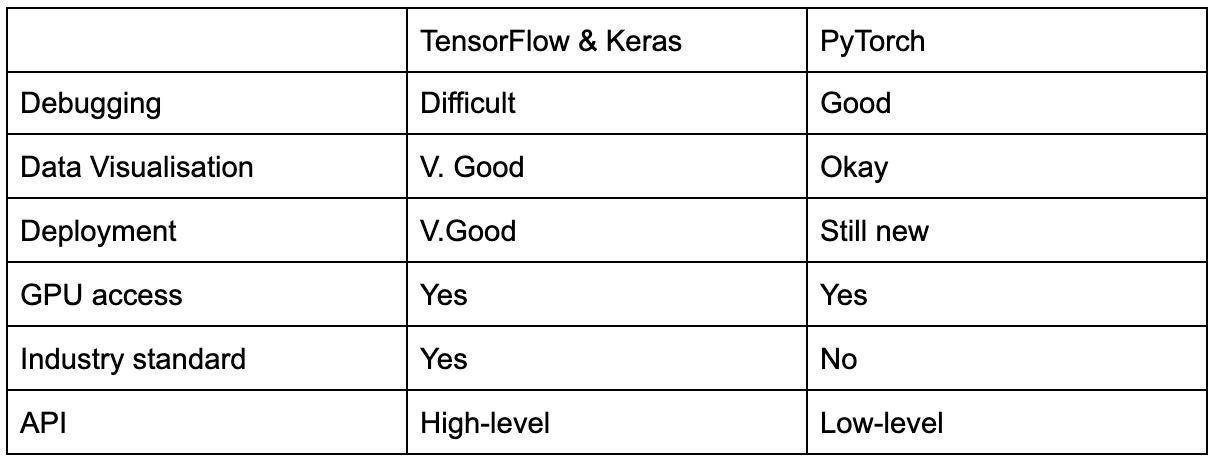 TensorFlow & Keras PyTorch
Debugging Difficult Good
Data Visualisation V. Good Okay
Deployment V.Good Still new
GPU access Yes Yes
Industry standard Yes No
API High-level Low-level